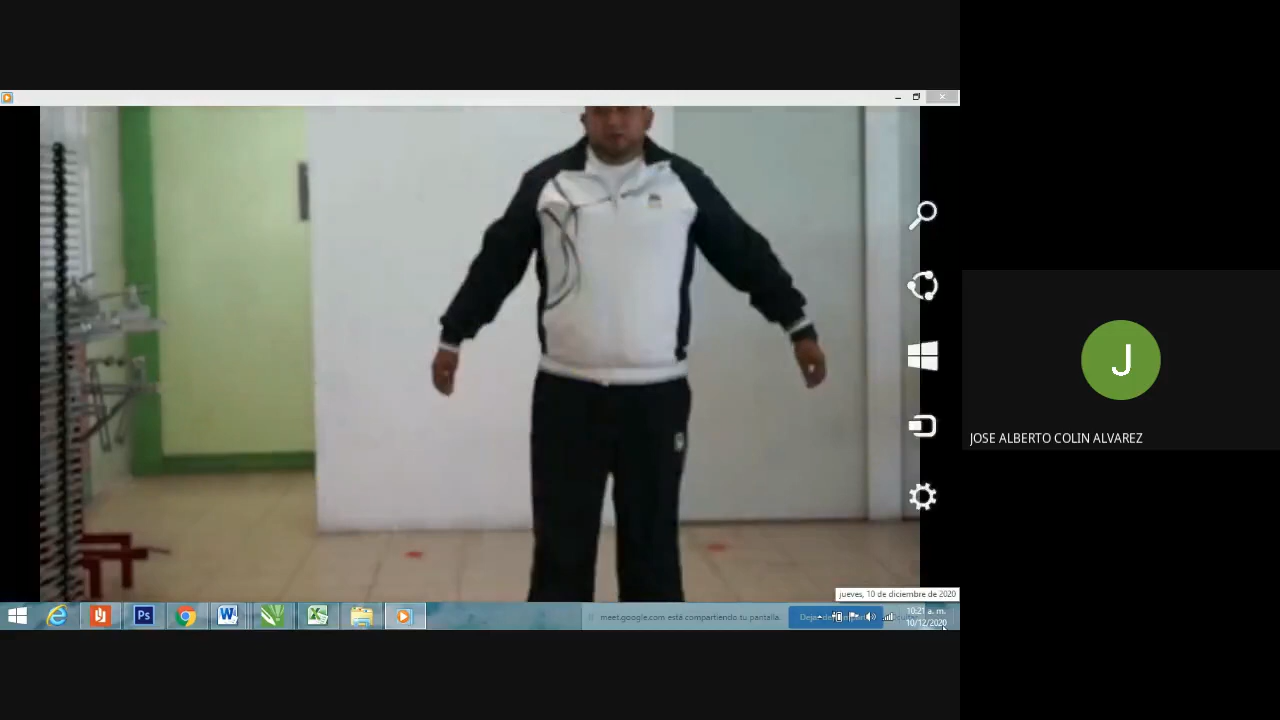 J
JOSE ALBERTO COLIN ALVAREZ
jueves, 10 de diciembre de 2020
meet.google.com está compartiendo tu pantalla.
10:21 a. m.
10/12/2020
Ps